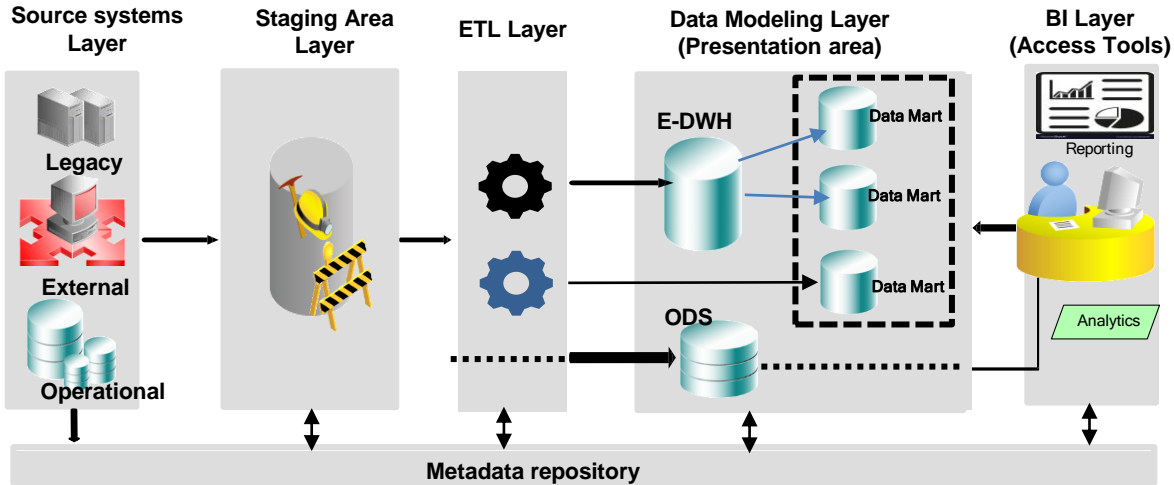 Source systems
Layer
Staging Area
Layer
ETL Layer
Data Modeling Layer
(Presentation area)
BI Layer
(Access Tools)
Legacy
External
Operational
E-DWH
Data Mart
Data Mart
Data Mart
ODS
Reporting
Analytics
Metadata repository